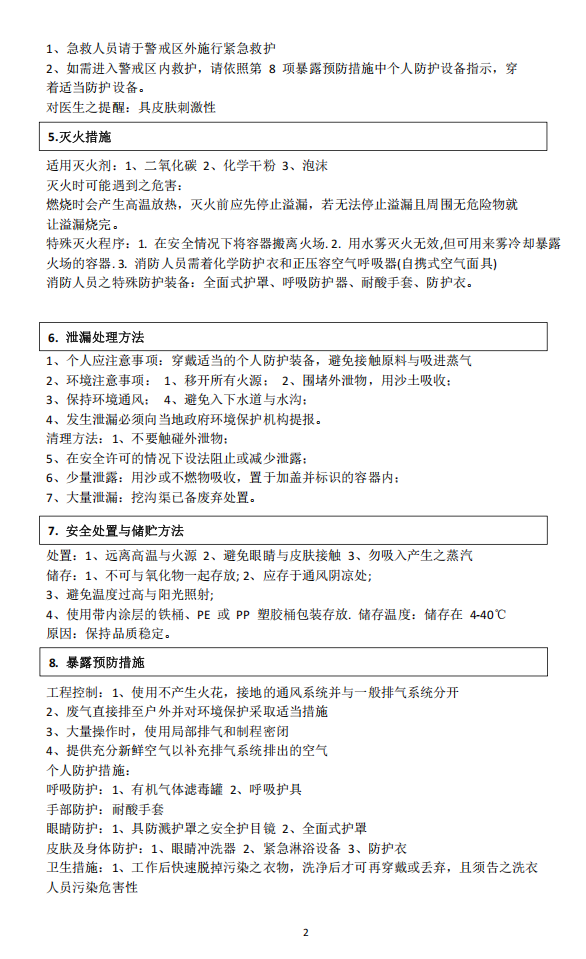 1、急救人员请于警戒区外施行紧急救护
2、如需进入警戒区内救护，请依照第 8 项暴露预防措施中个人防护设备指示，穿
着适当防护设备。
对医生之提醒：具皮肤刺激性
5.灭火措施
适用灭火剂：1、二氧化碳 2、化学干粉 3、泡沫
灭火时可能遇到之危害：
燃烧时会产生高温放热，灭火前应先停止溢漏，若无法停止溢漏且周围无危险物就
让溢漏烧完。
特殊灭火程序：1. 在安全情况下将容器搬离火场. 2. 用水雾灭火无效,但可用来雾冷却暴露
火场的容器. 3. 消防人员需着化学防护衣和正压容空气呼吸器(自携式空气面具)
消防人员之特殊防护装备：全面式护罩、呼吸防护器、耐酸手套、防护衣。
6. 泄漏处理方法
1、个人应注意事项：穿戴适当的个人防护装备，避免接触原料与吸进蒸气
2、环境注意事项： 1、移开所有火源； 2、围堵外泄物，用沙土吸收；
3、保持环境通风； 4、避免入下水道与水沟；
4、发生泄漏必须向当地政府环境保护机构提报。
清理方法：1、不要触碰外泄物；
5、在安全许可的情况下设法阻止或减少泄露；
6、少量泄露：用沙或不燃物吸收，置于加盖并标识的容器内；
7、大量泄漏：挖沟渠已备废弃处置。
7. 安全处置与储贮方法
处置：1、远离高温与火源 2、避免眼睛与皮肤接触 3、勿吸入产生之蒸汽
储存：1、不可与氧化物一起存放; 2、应存于通风阴凉处;
3、避免温度过高与阳光照射;
4、使用带内涂层的铁桶、PE 或 PP 塑胶桶包装存放. 储存温度：储存在 4-40℃
原因：保持品质稳定。
8. 暴露预防措施
工程控制：1、使用不产生火花，接地的通风系统并与一般排气系统分开
2、废气直接排至户外并对环境保护采取适当措施
3、大量操作时，使用局部排气和制程密闭
4、提供充分新鲜空气以补充排气系统排出的空气
个人防护措施：
呼吸防护：1、有机气体滤毒罐 2、呼吸护具
手部防护：耐酸手套
眼睛防护：1、具防溅护罩之安全护目镜 2、全面式护罩
皮肤及身体防护：1、眼睛冲洗器 2、紧急淋浴设备 3、防护衣
卫生措施：1、工作后快速脱掉污染之衣物，洗净后才可再穿戴或丢弃，且须告之洗衣
人员污染危害性
2